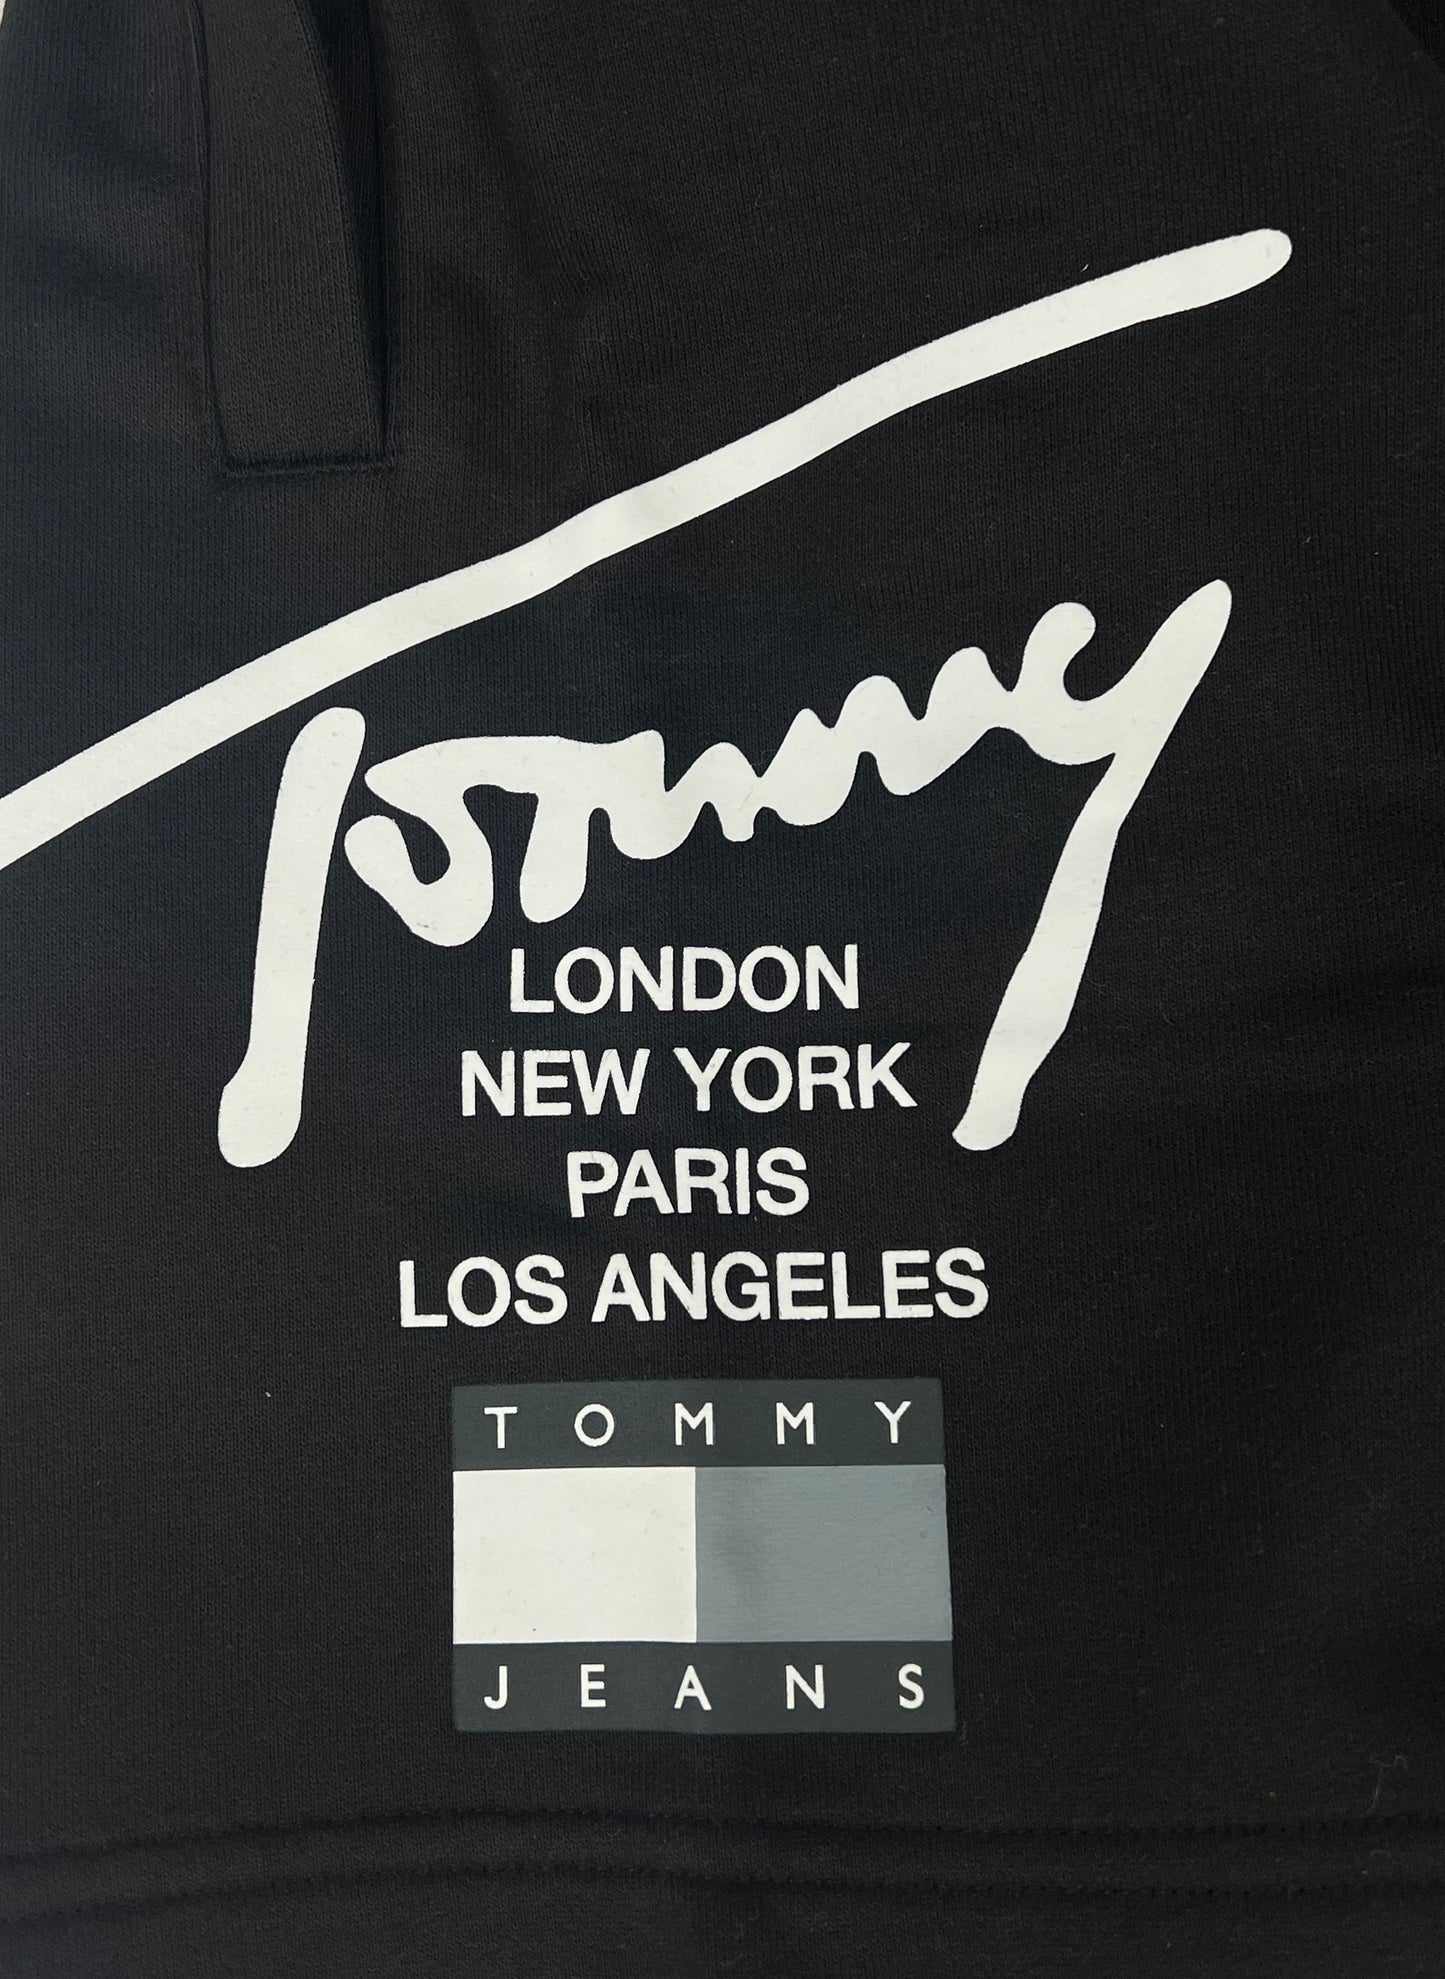 Tommy
LONDON
NEW YORK
PARIS
LOS ANGELES
TOMMY
JEANS